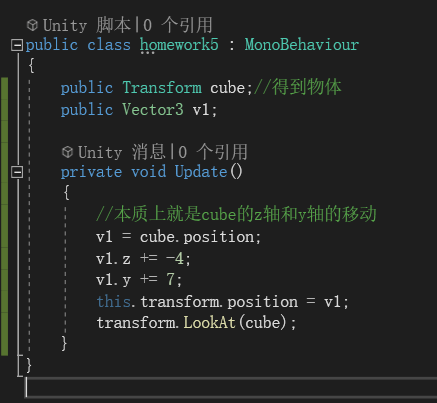 Unity 脚本|0 个引用
public class homework5 : MonoBehaviour
{
public Transform cube;//得到物体
public Vector3 v1;
Unity 消息|0 个引用
private void Update()
{
//本质上就是cube的z轴和y轴的移动
v1 = cube.position;
v1.z += -4;
v1.y += 7;
this.transform.position = v1;
transform.LookAt(cube);
}
}